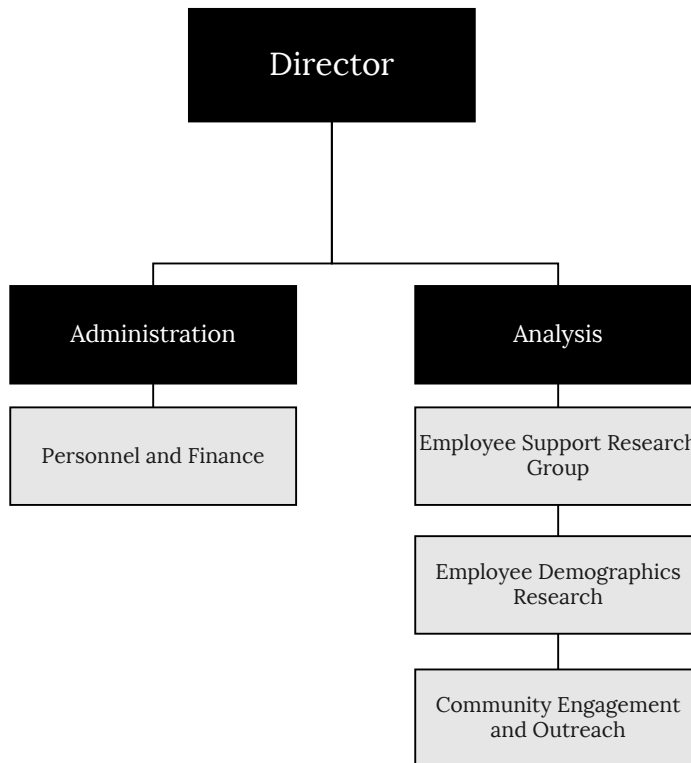 Director
Administration
Analysis
Personnel and Finance
Employee Support Research
Group
Employee Demographics
Research
Community Engagement
and Outreach